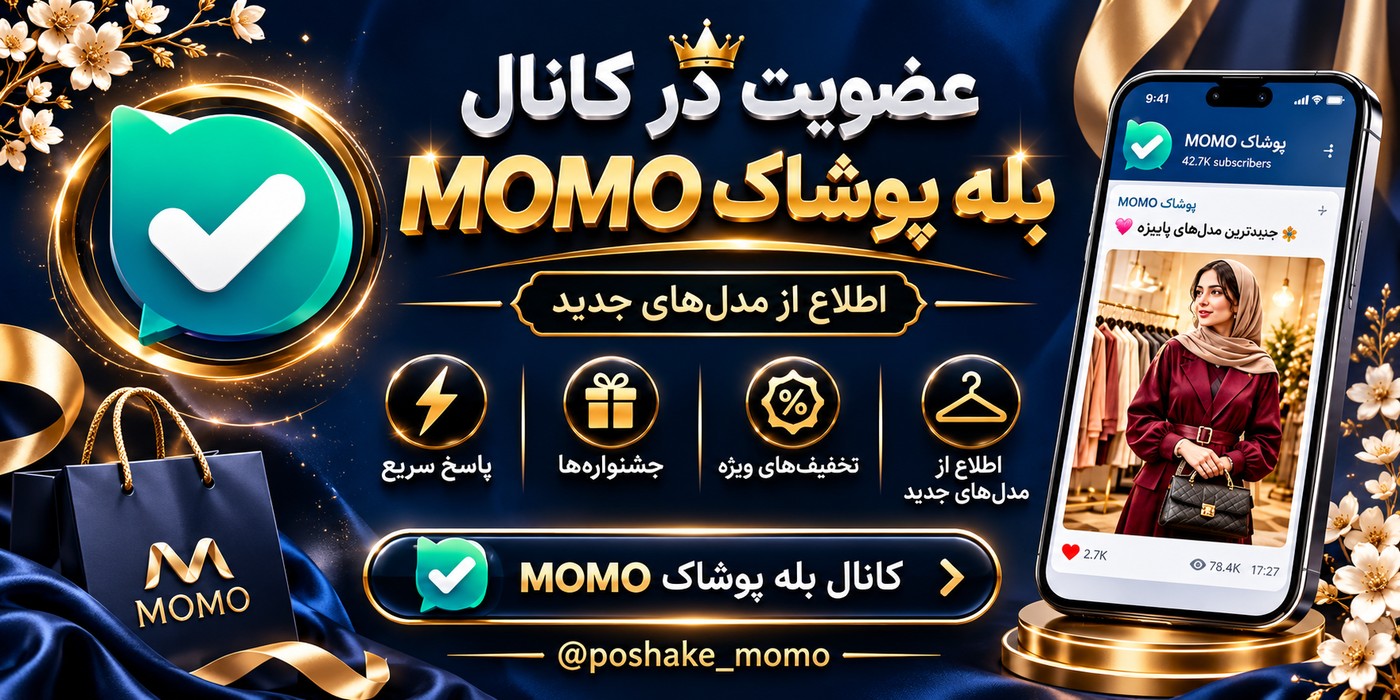 عضویت در کانال
بله پوشاک MOMO
اطلاع از مدل‌های جدید
اطلاع از
مدل‌های جدید
تخفیف‌های ویژه
جشنواره‌ها
پاسخ سریع
کانال بله پوشاک MOMO
@poshake_momo
MOMO
9:41
پوشاک MOMO
42.7K subscribers
پوشاک MOMO
جنیدترین مدل‌های پاییزه
2.7K
78.4K 17:27